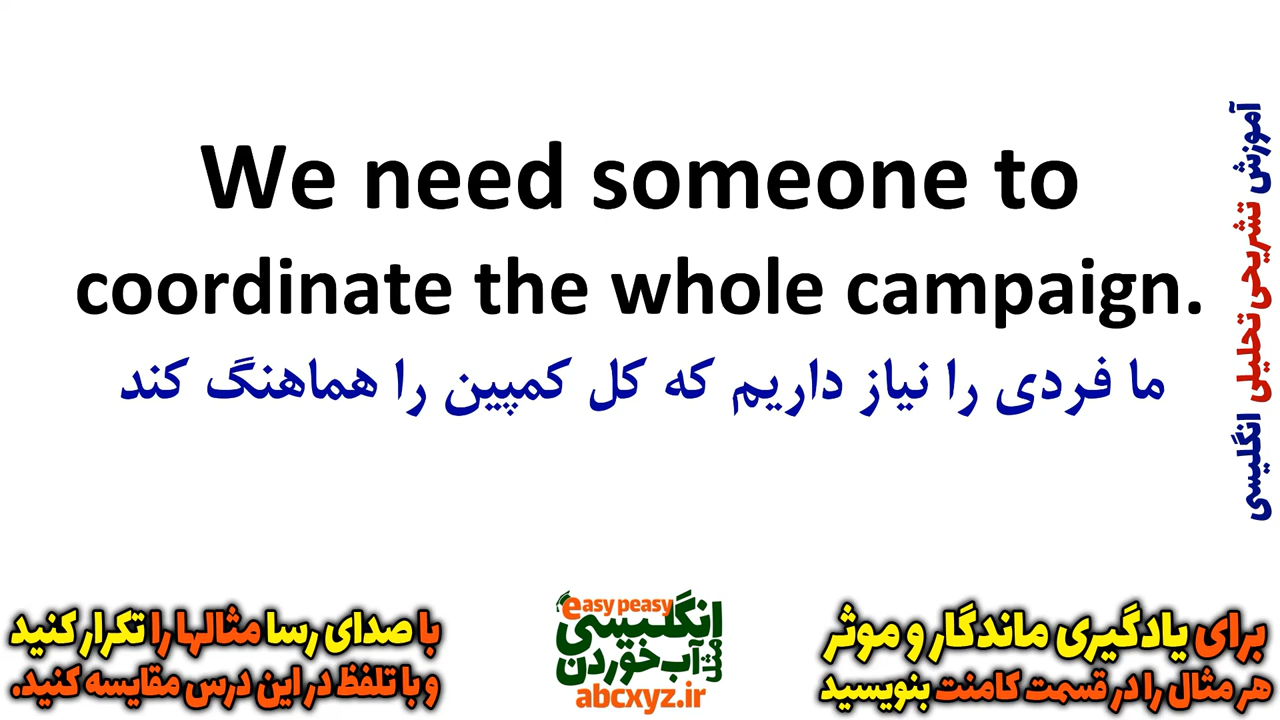 We need someone to
coordinate the whole campaign.
ما فردی را نیاز داریم که کل کمپین را هماهنگ کند
آموزش تشریحی تحلیلی انگلیسی
برای یادگیری ماندگار و موثر
هر مثال را در قسمت کامنت بنویسید
easy peasy
انگلیسی
مثل آب خوردن
abcxyz.ir
با صدای رسا مثالها را تکرار کنید
و با تلفظ در این درس مقایسه کنید.